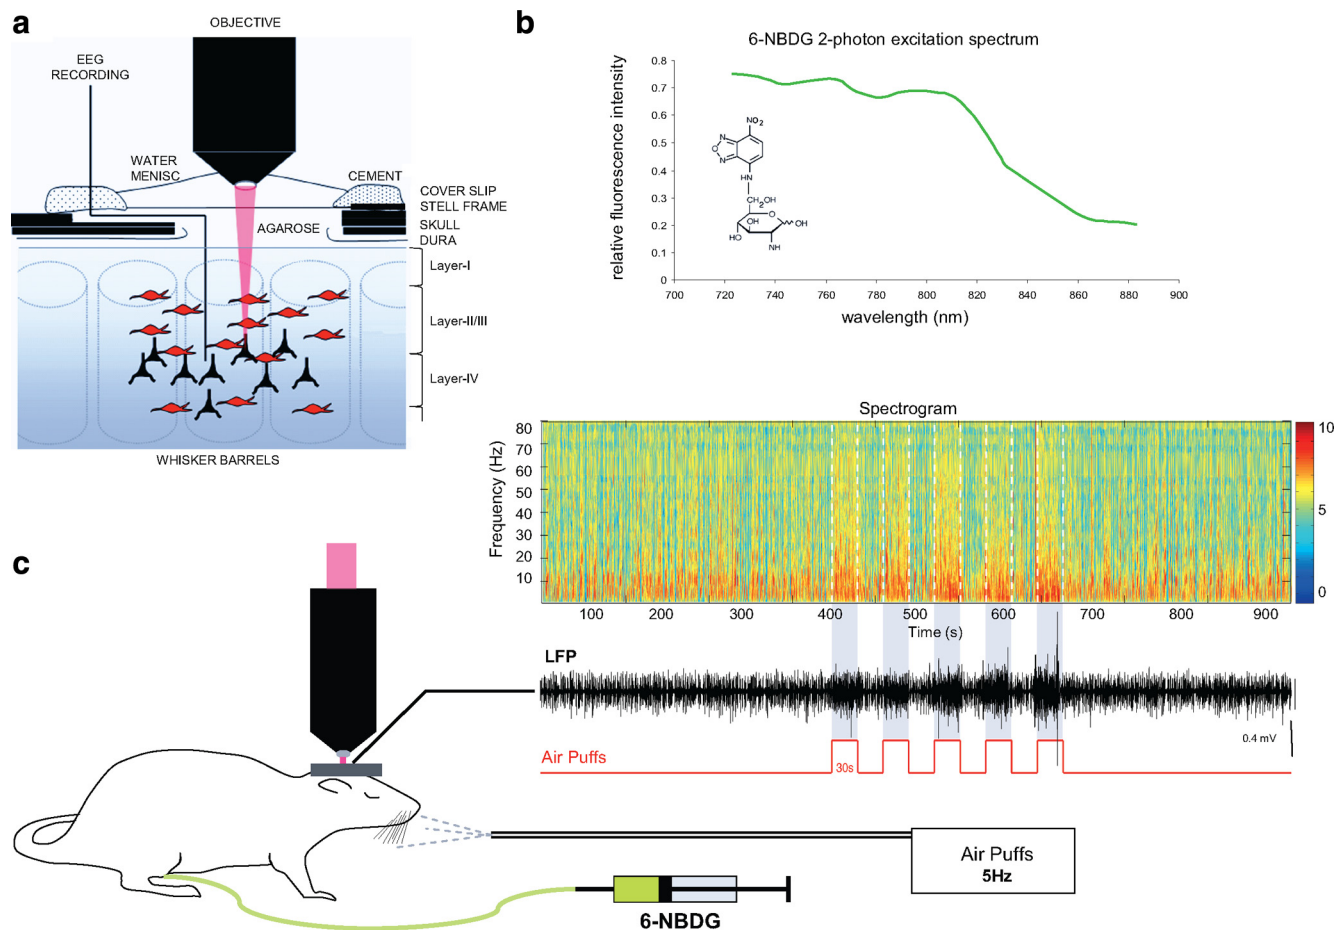 a
OBJECTIVE
EEG
RECORDING
WATER
MENISC
CEMENT
COVER SLIP
STELL FRAME
SKULL
DURA
AGAROSE
Layer-I
Layer-II/III
Layer-IV
WHISKER BARRELS
b
6-NBDG 2-photon excitation spectrum
relative fluorescence intensity
0.8
0.7
0.6
0.5
0.4
0.3
0.2
0.1
0
700 720 740 760 780 800 820 840 860 880 900
wavelength (nm)
NO2
N
O
N
HN
CH2OH
OH
OH
HO
NH
Spectrogram
Frequency (Hz)
80
70
60
50
40
30
20
10
10
5
0
100 200 300 400 500 600 700 800 900
Time (s)
c
LFP
0.4 mV
Air Puffs
30s
Air Puffs
5Hz
6-NBDG